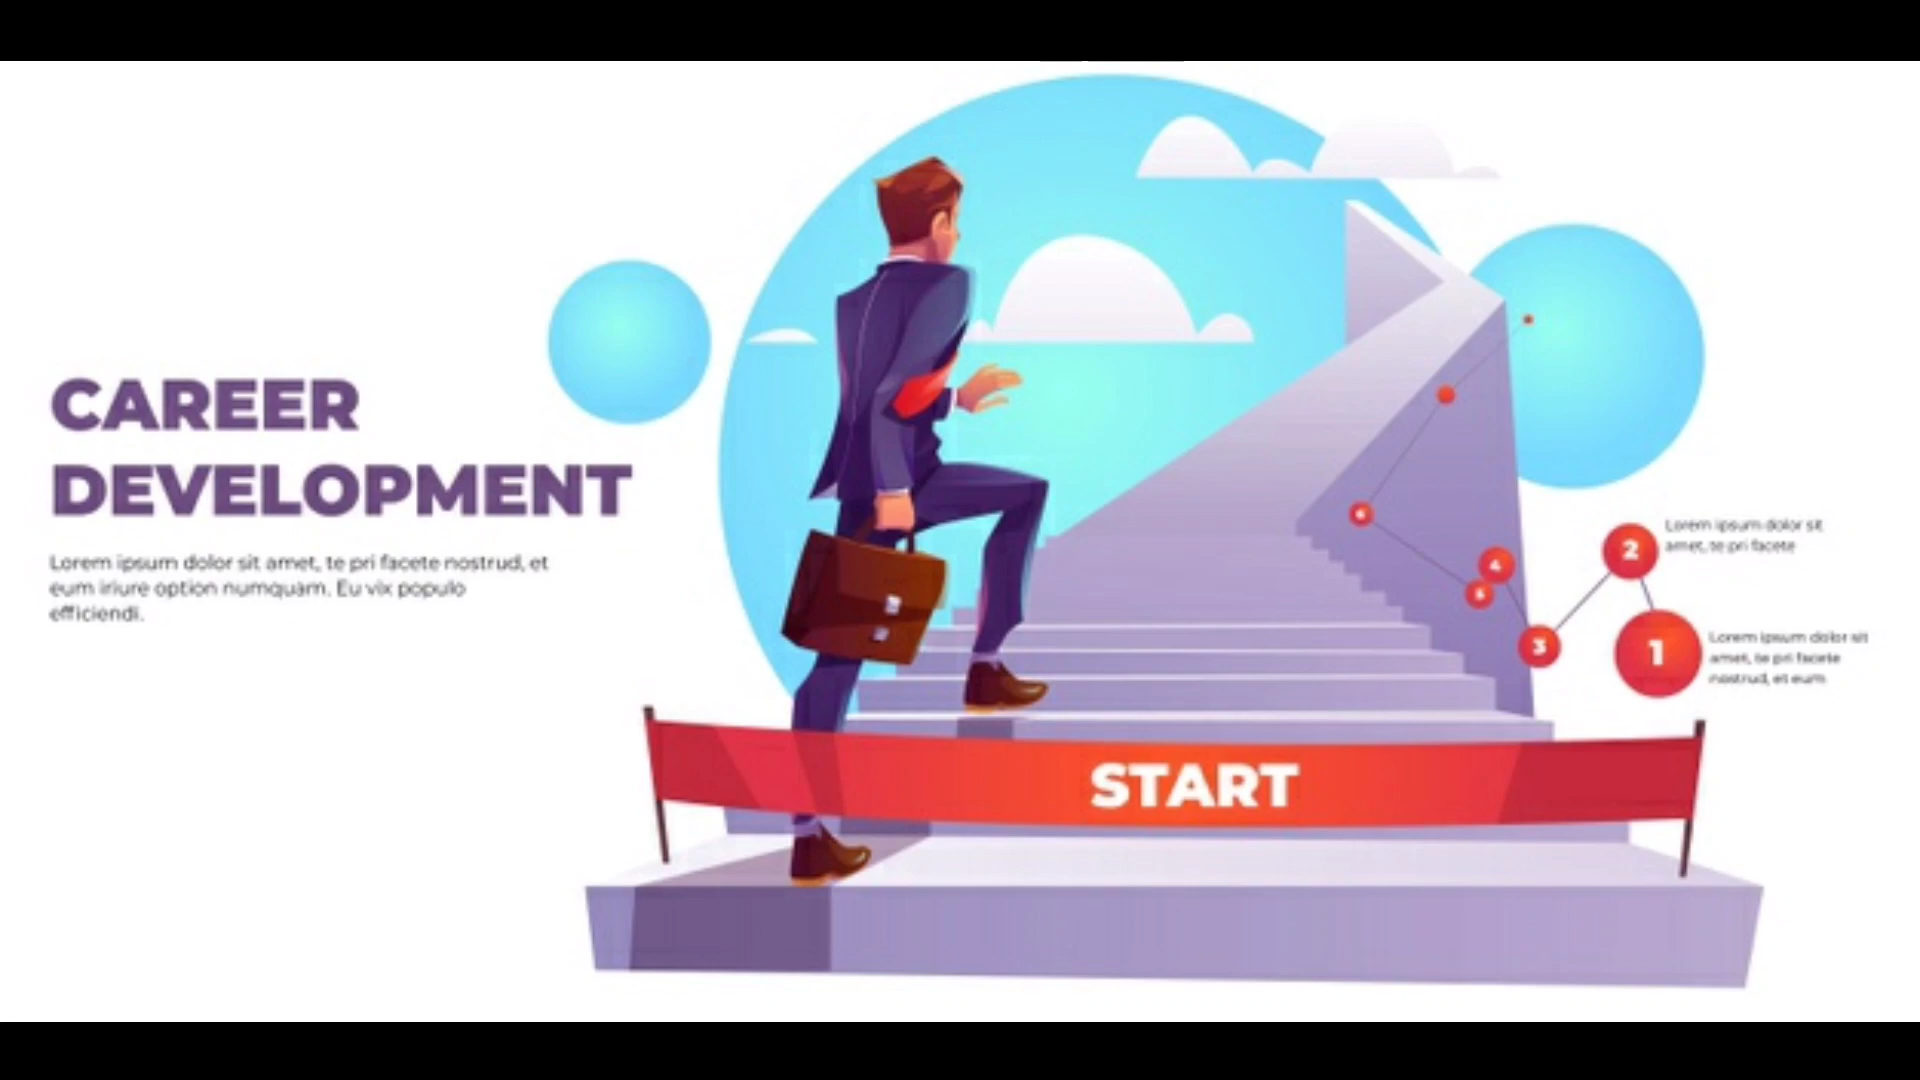 CAREER
DEVELOPMENT
Lorem ipsum dolor sit amet, te pri facete nostrud, et
eum iriure option numquam. Eu vix populo
efficiendi.
6
4
5
3
2
Lorem ipsum dolor sit
amet, te pri facete
1
Lorem ipsum dolor sit
amet, te pri facete
nostrud, et eum
START